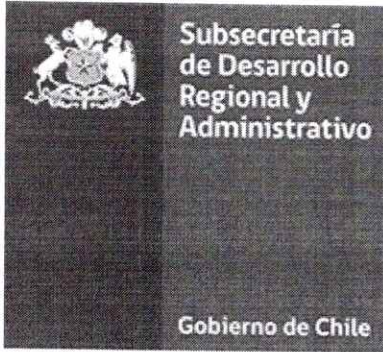 Subsecretaría
de Desarrollo
Regional y
Administrativo
Gobierno de Chile